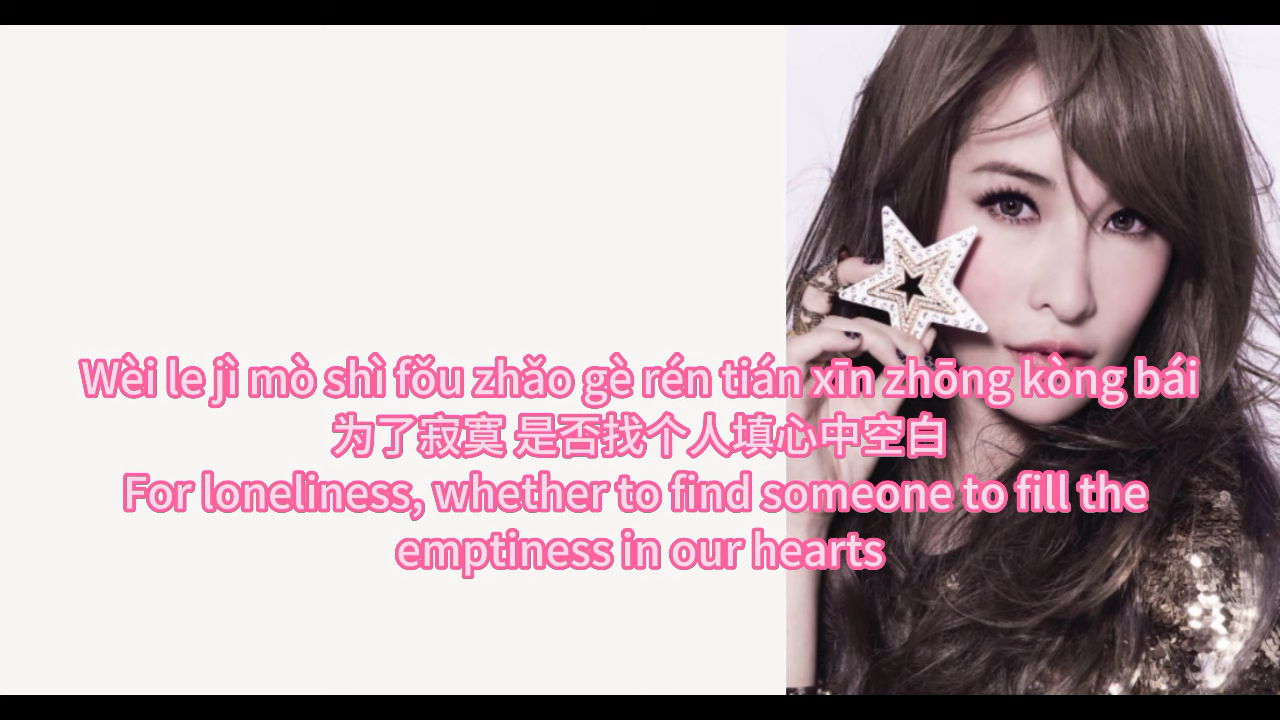 Wèi le jì mò shì fǒu zhǎo gè rén tián xīn zhōng kòng bái
为了寂寞 是否找个人填心中空白
For loneliness, whether to find someone to fill the
emptiness in our hearts